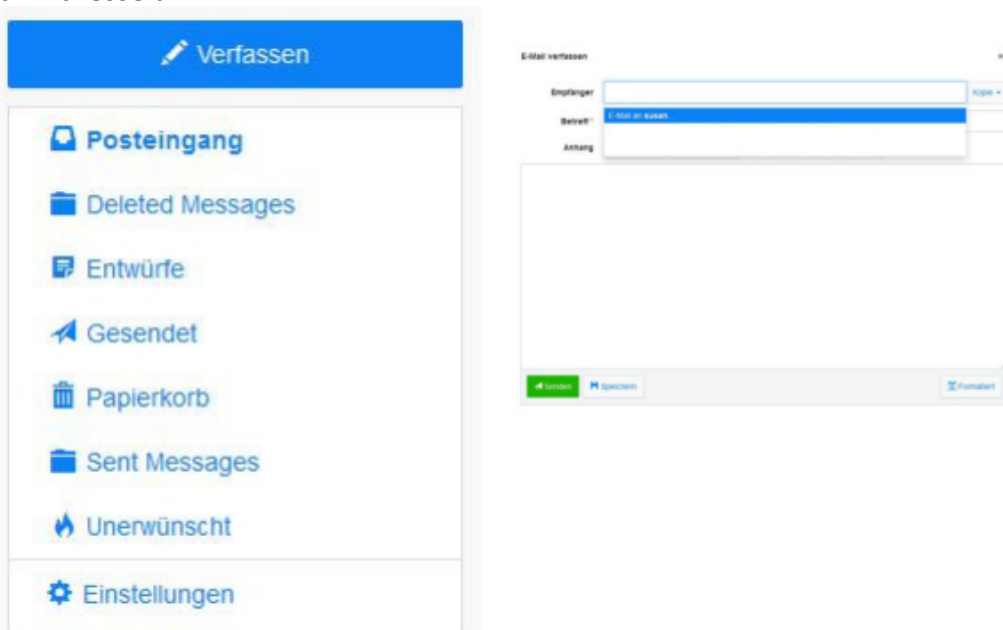 Verfassen
Posteingang
Deleted Messages
Entwürfe
Gesendet
Papierkorb
Sent Messages
Unerwünscht
Einstellungen
E-Mail verfassen
Empfänger
Kopie
Betreff
E-Mail an susan
Anhang
Senden
Speichern
Formatiert